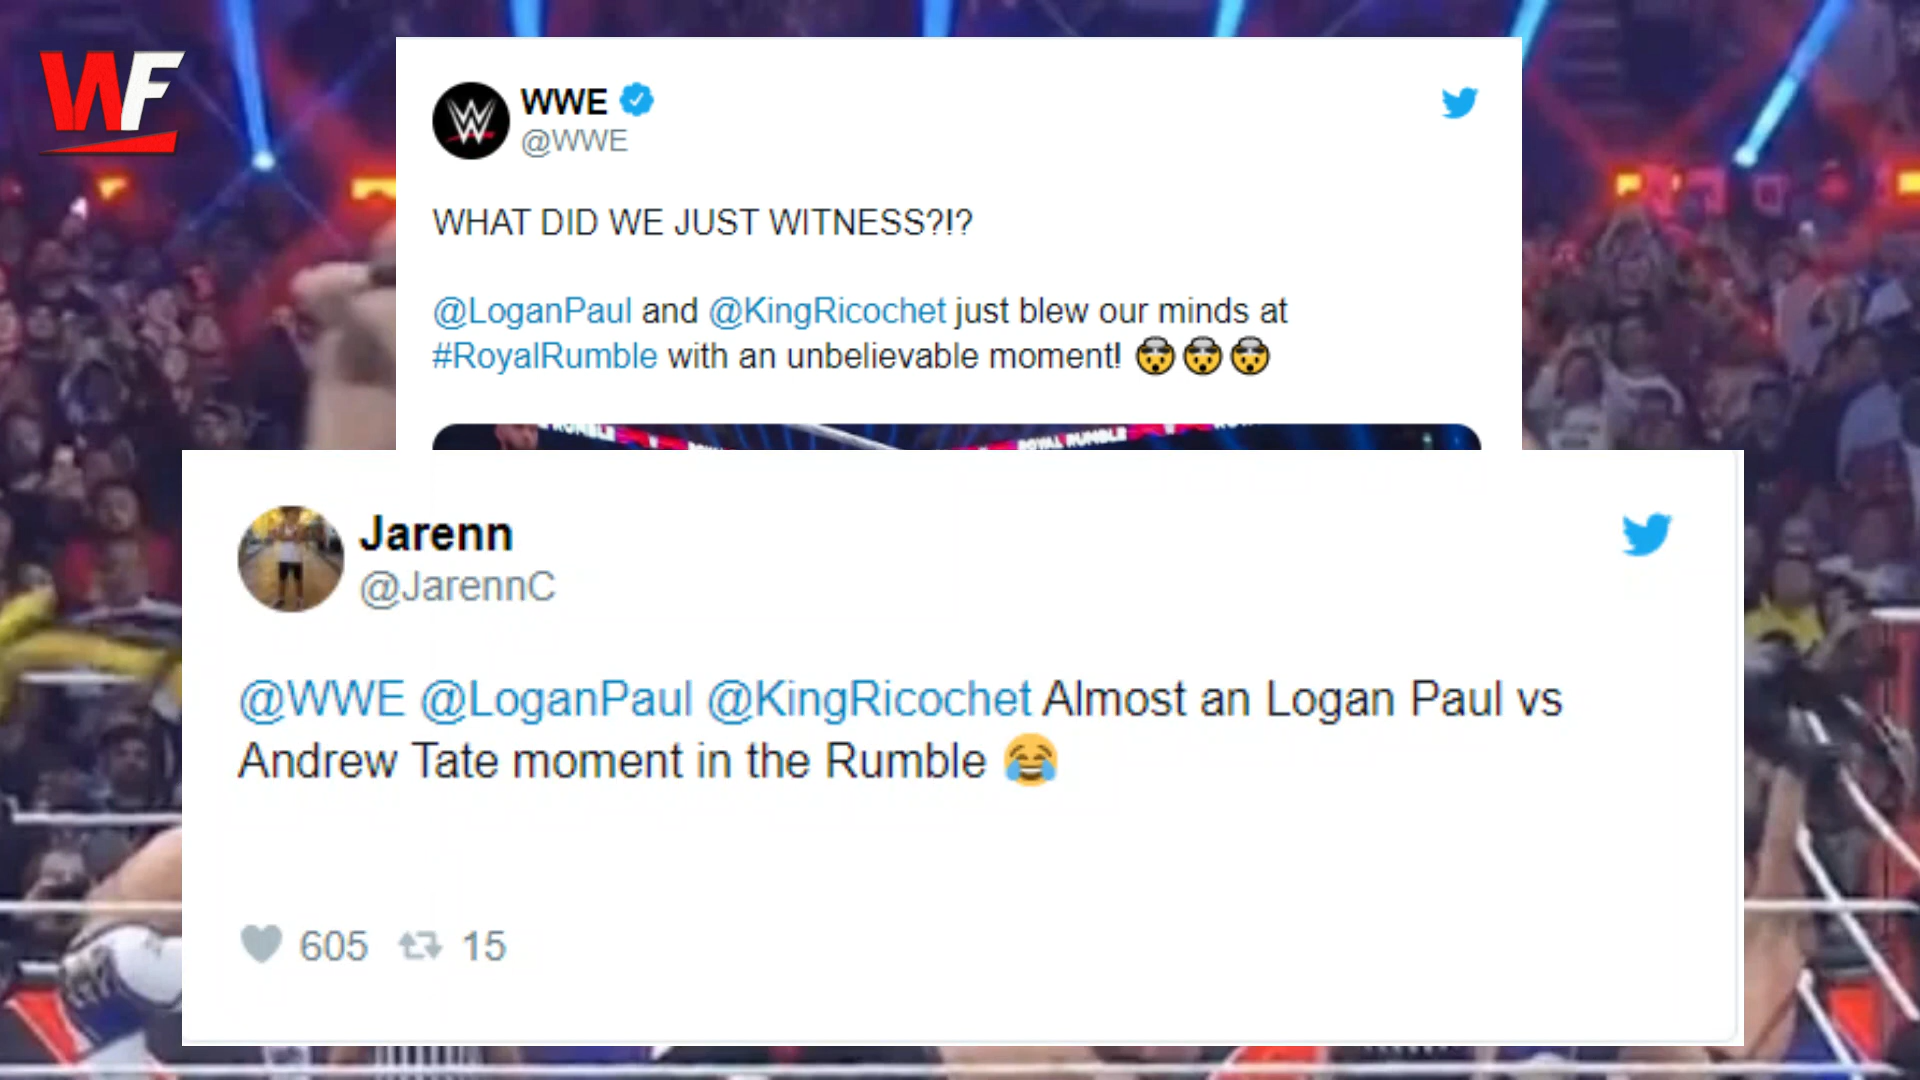 WF
WWE
@WWE
WHAT DID WE JUST WITNESS?!?
@LoganPaul and @KingRicochet just blew our minds at
#RoyalRumble with an unbelievable moment! 🤯🤯🤯
ROYAL RUMBLE
Jarenn
@JarennC
@WWE @LoganPaul @KingRicochet Almost an Logan Paul vs
Andrew Tate moment in the Rumble 😂
605 15